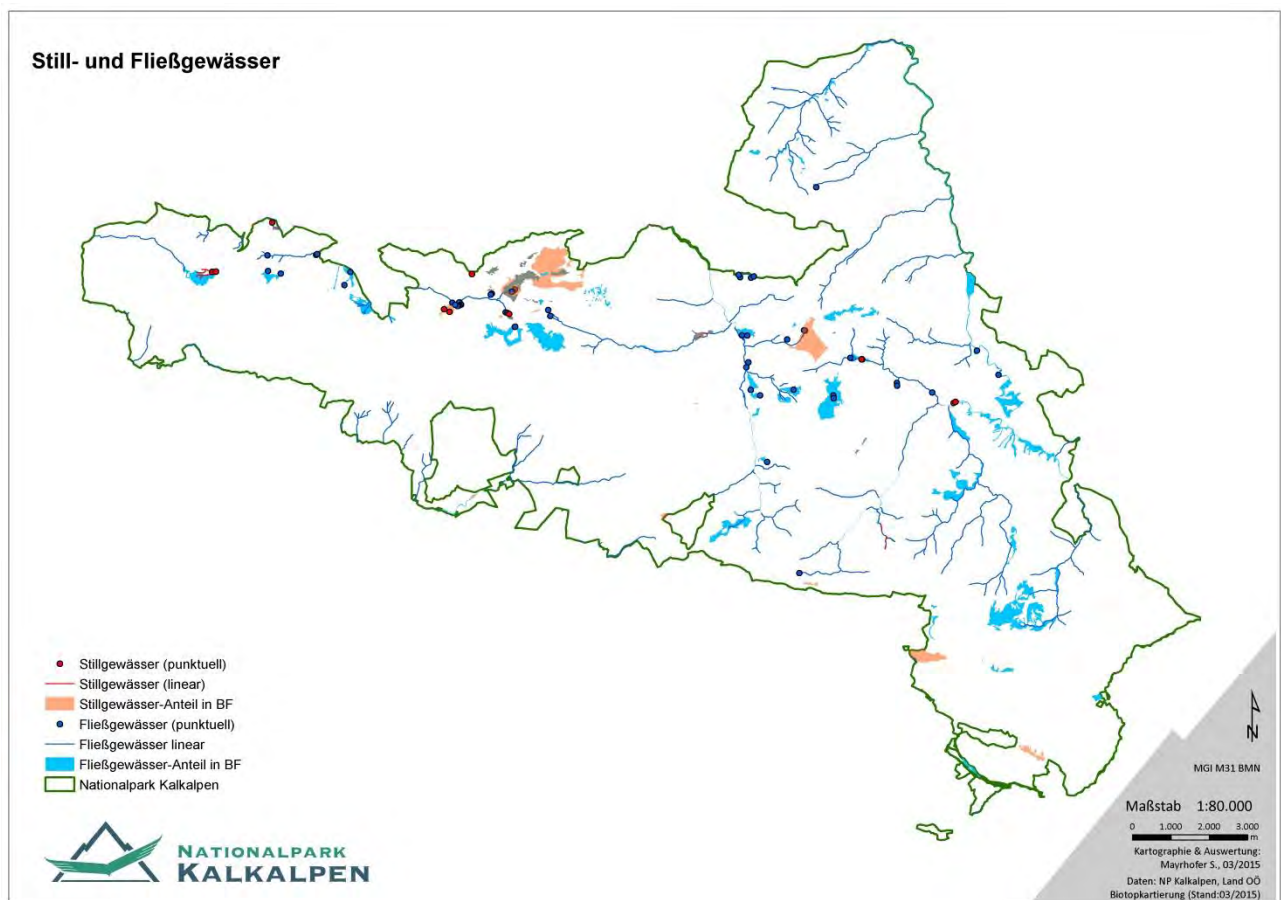 Still- und Fließgewässer
Stillgewässer (punktuell)
Stillgewässer (linear)
Stillgewässer-Anteil in BF
Fließgewässer (punktuell)
Fließgewässer linear
Fließgewässer-Anteil in BF
Nationalpark Kalkalpen
NATIONALPARK
KALKALPEN
N
MGI M31 BMN
Maßstab 1:80.000
0 1.000 2.000 3.000
m
Kartographie & Auswertung:
Mayrhofer S., 03/2015
Daten: NP Kalkalpen, Land OÖ
Biotopkartierung (Stand:03/2015)